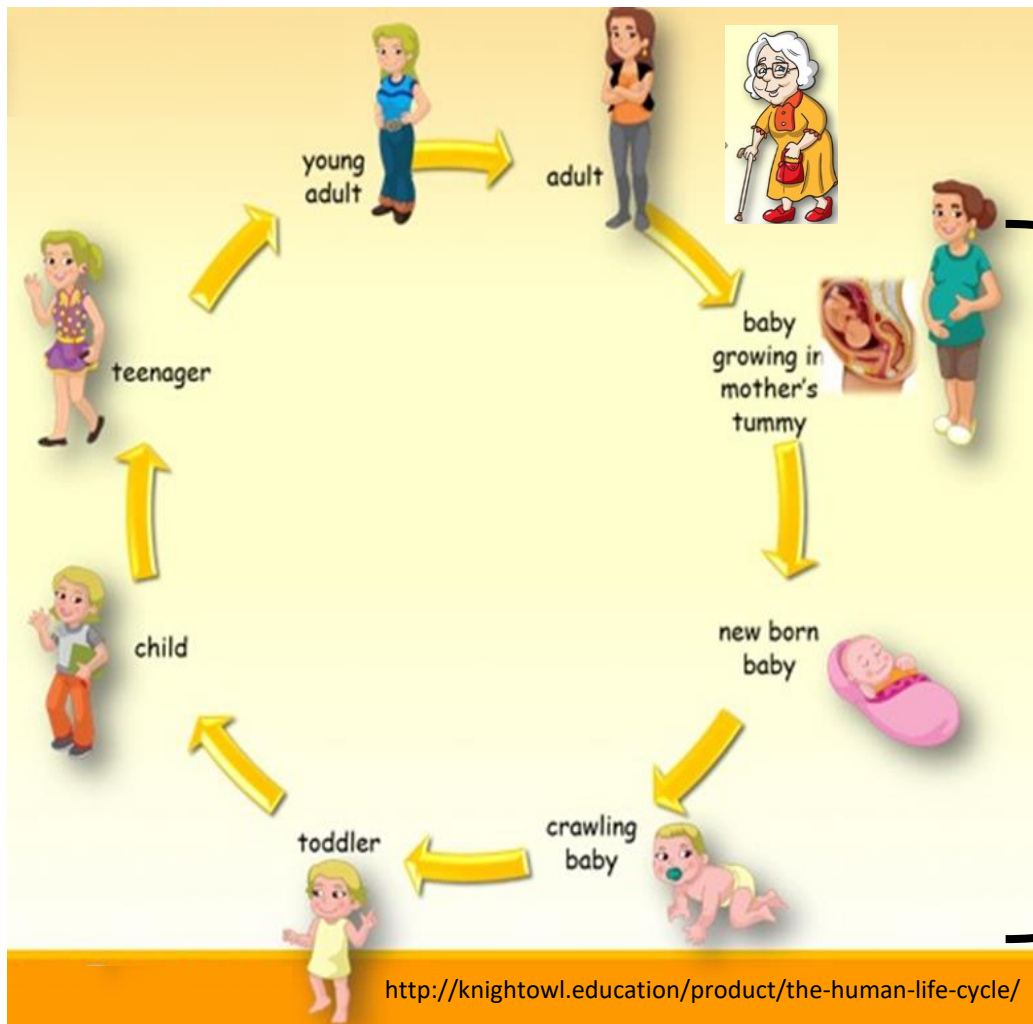 young
adult
adult
baby
growing in
mother's
tummy
new born
baby
crawling
baby
toddler
child
teenager
http://knightowl.education/product/the-human-life-cycle/